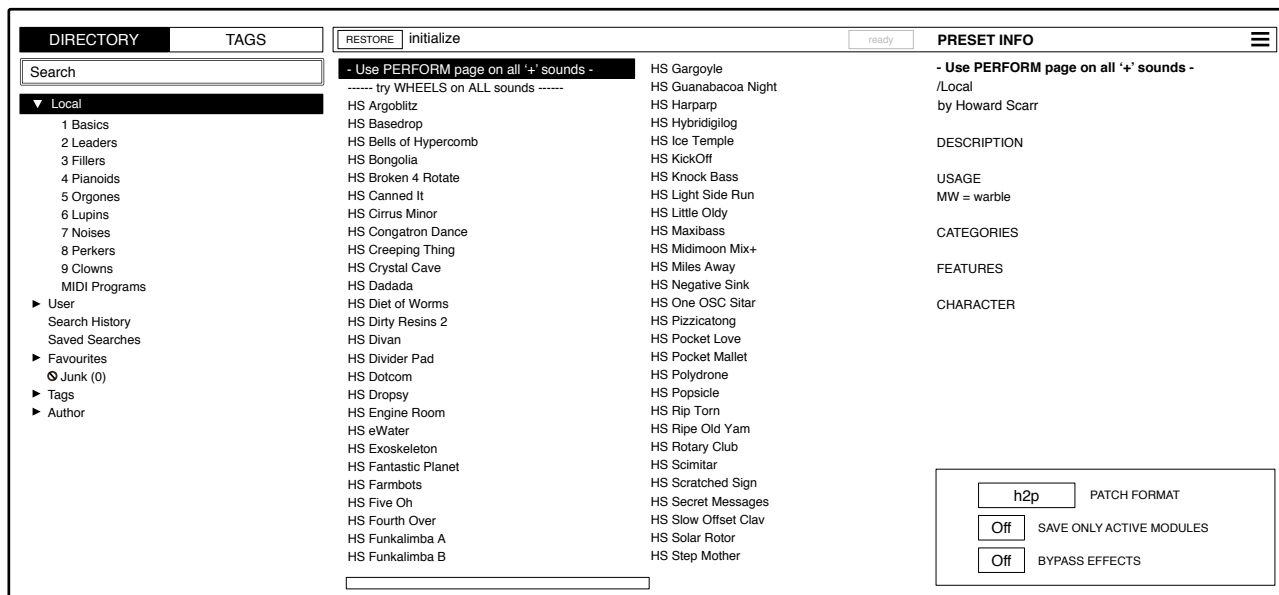 DIRECTORY TAGS
RESTORE initialize ready
PRESET INFO
Search
▼ Local
1 Basics
2 Leaders
3 Fillers
4 Pianoids
5 Orgones
6 Lupins
7 Noises
8 Perkers
9 Clowns
MIDI Programs
► User
Search History
Saved Searches
► Favourites
Junk (0)
► Tags
► Author
- Use PERFORM page on all ‘+’ sounds -
------ try WHEELS on ALL sounds ------
HS Argoblitz
HS Basedrop
HS Bells of Hypercomb
HS Bongolia
HS Broken 4 Rotate
HS Canned It
HS Cirrus Minor
HS Congatron Dance
HS Creeping Thing
HS Crystal Cave
HS Dadada
HS Diet of Worms
HS Dirty Resins 2
HS Divan
HS Divider Pad
HS Dotcom
HS Dropsy
HS Engine Room
HS eWater
HS Exoskeleton
HS Fantastic Planet
HS Farmbots
HS Five Oh
HS Fourth Over
HS Funkalimba A
HS Funkalimba B
HS Gargoyle
HS Guanabacoa Night
HS Harparp
HS Hybridigilog
HS Ice Temple
HS KickOff
HS Knock Bass
HS Light Side Run
HS Little Oldy
HS Maxibass
HS Midimoon Mix+
HS Miles Away
HS Negative Sink
HS One OSC Sitar
HS Pizzicatong
HS Pocket Love
HS Pocket Mallet
HS Polydrone
HS Popsicle
HS Rip Torn
HS Ripe Old Yam
HS Rotary Club
HS Scimitar
HS Scratched Sign
HS Secret Messages
HS Slow Offset Clav
HS Solar Rotor
HS Step Mother
- Use PERFORM page on all ‘+’ sounds -
/Local
by Howard Scarr
DESCRIPTION
USAGE
MW = warble
CATEGORIES
FEATURES
CHARACTER
h2p PATCH FORMAT
Off SAVE ONLY ACTIVE MODULES
Off BYPASS EFFECTS